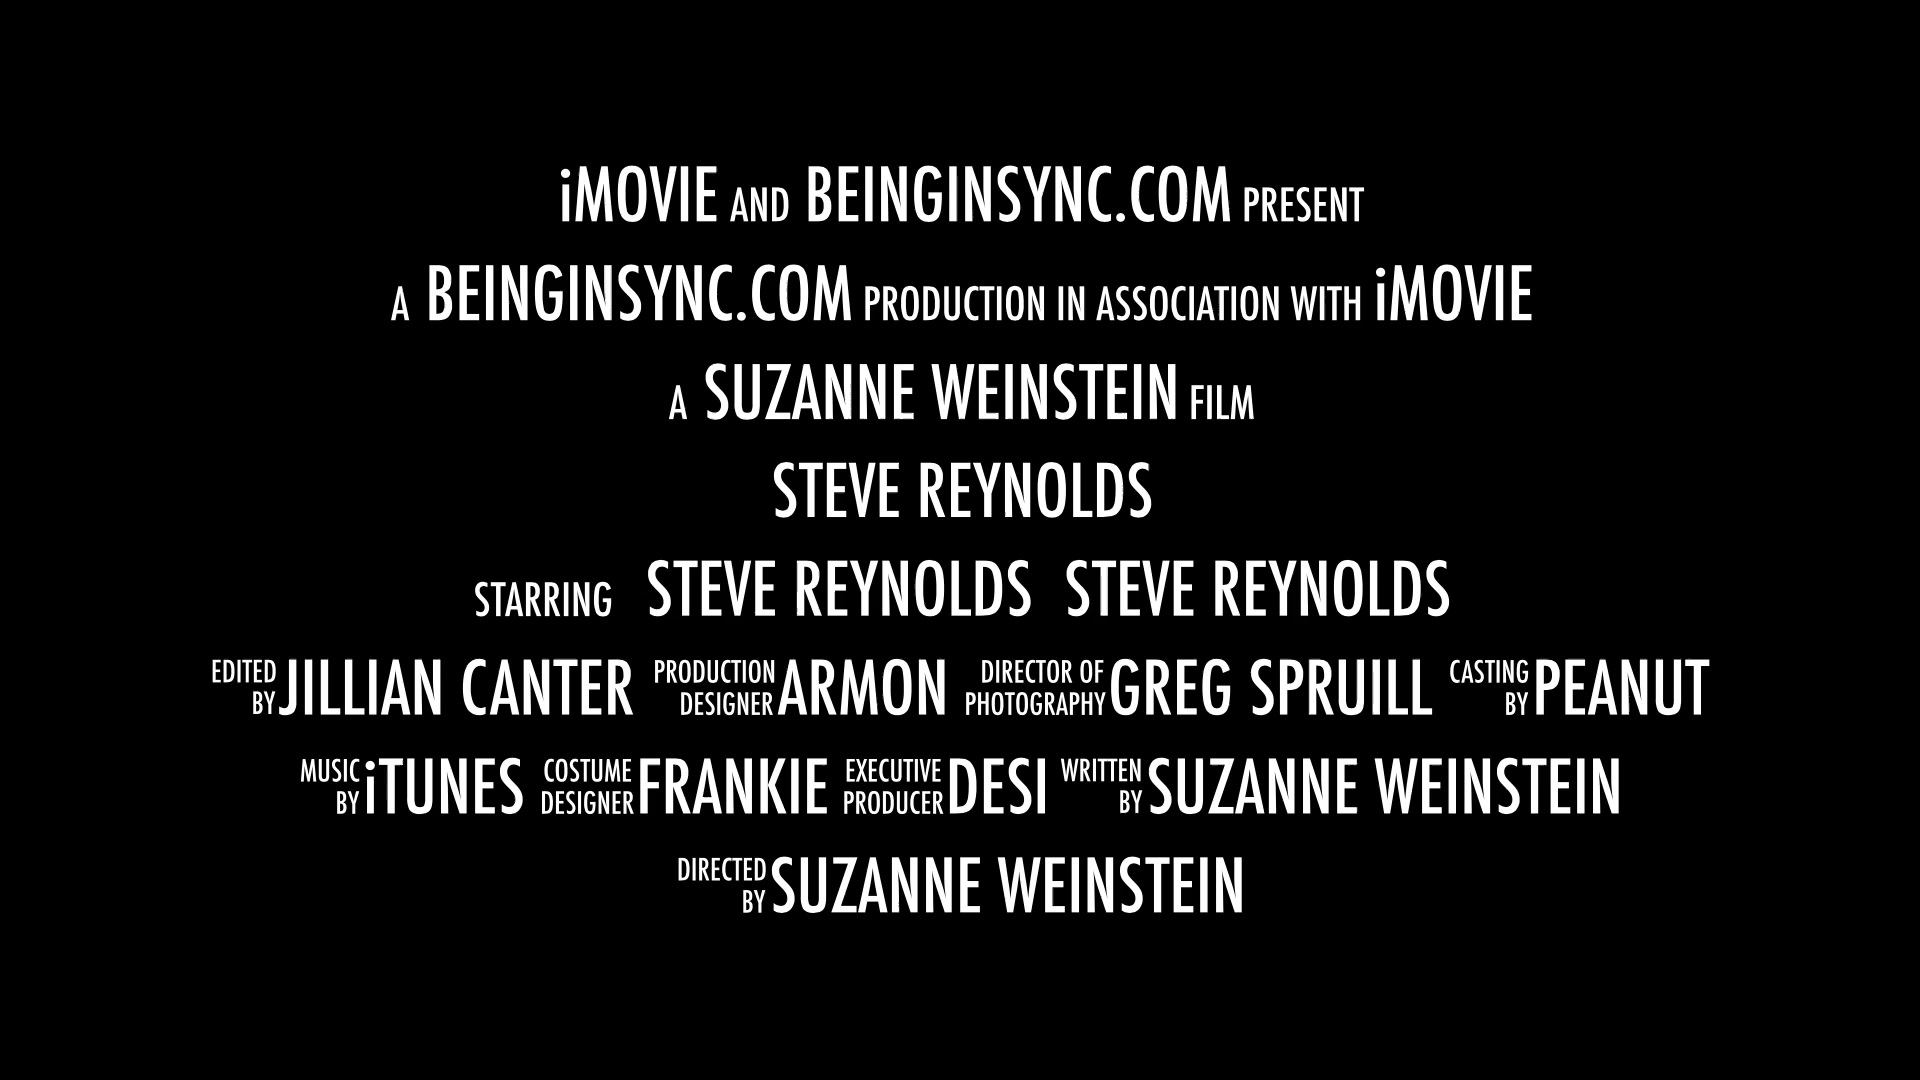 iMOVIE AND BEINGINSYNC.COM PRESENT
A BEINGINSYNC.COM PRODUCTION IN ASSOCIATION WITH iMOVIE
A SUZANNE WEINSTEIN FILM
STEVE REYNOLDS
STARRING STEVE REYNOLDS STEVE REYNOLDS
EDITED BY JILLIAN CANTER PRODUCTION DESIGNER ARMON DIRECTOR OF PHOTOGRAPHY GREG SPRUILL CASTING BY PEANUT
MUSIC BY iTUNES COSTUME DESIGNER FRANKIE EXECUTIVE PRODUCER DESI WRITTEN BY SUZANNE WEINSTEIN
DIRECTED BY SUZANNE WEINSTEIN